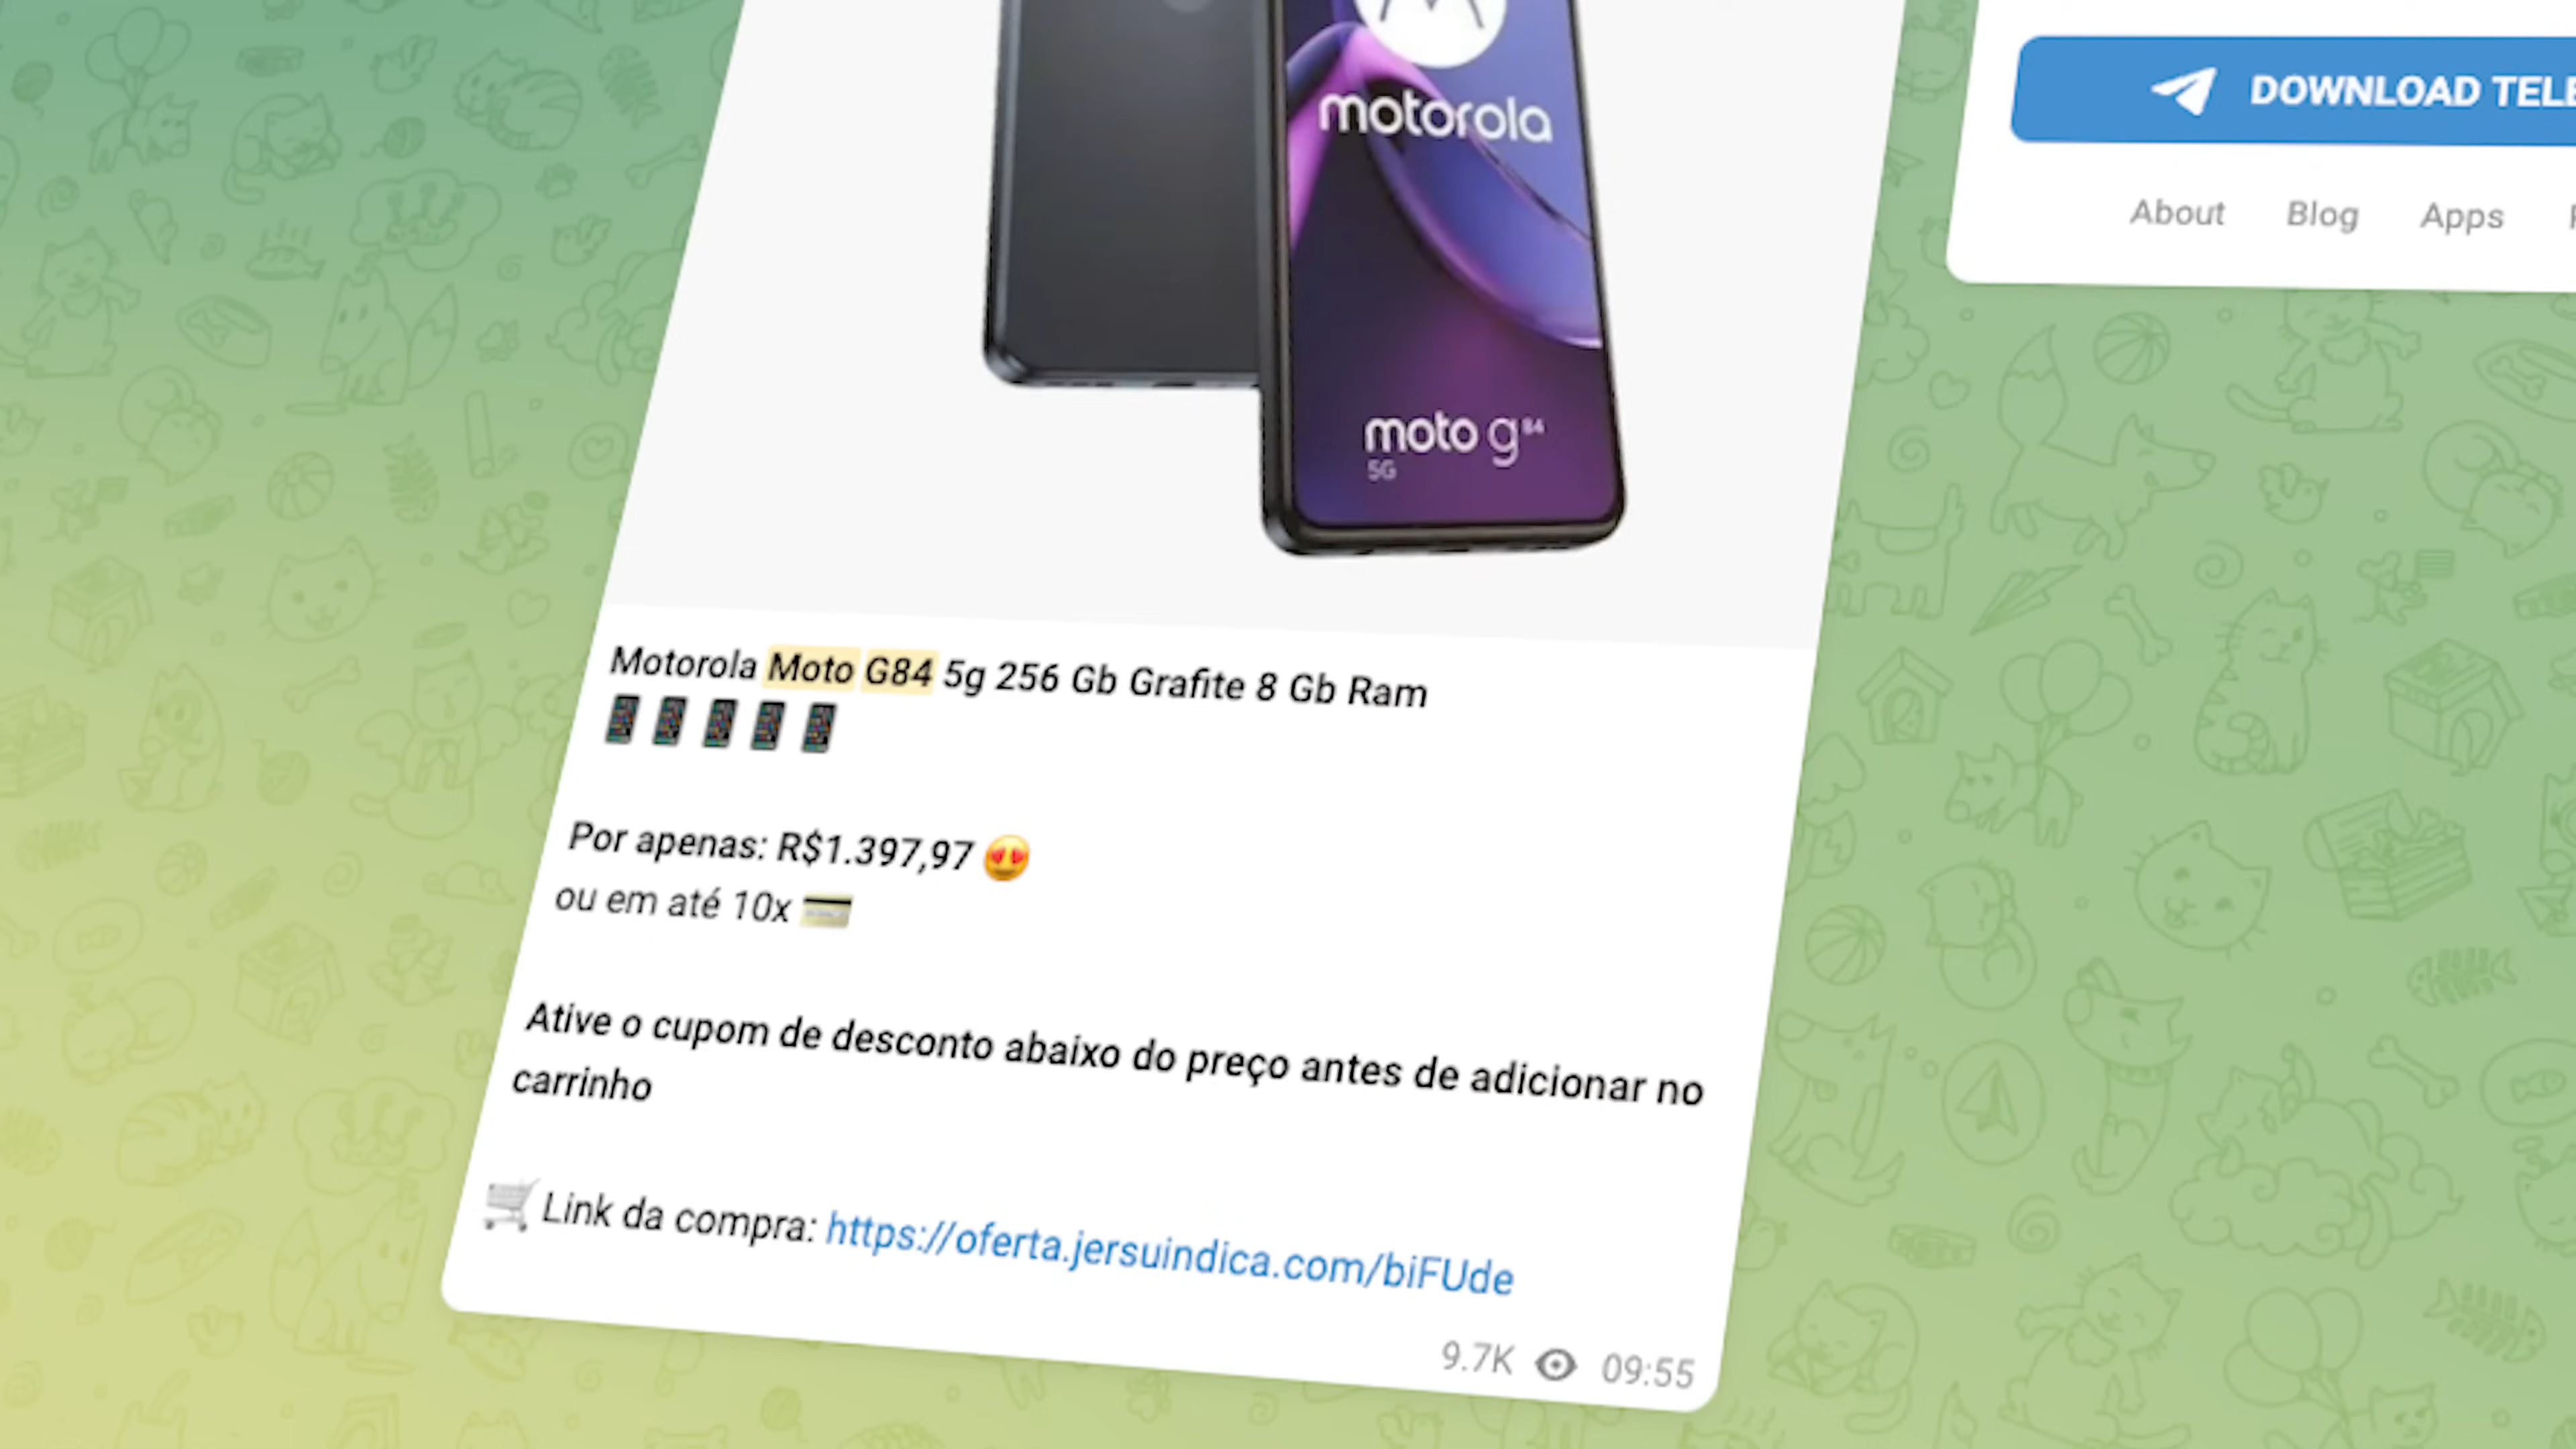 motorola
moto g84
5G
DOWNLOAD
About Blog Apps
Motorola Moto G84 5g 256 Gb Grafite 8 Gb Ram
Por apenas: R$1.397,97
ou em até 10x
Ative o cupom de desconto abaixo do preço antes de adicionar no
carrinho
Link da compra: https://oferta.jersuindica.com/biFUde
9.7K 09:55